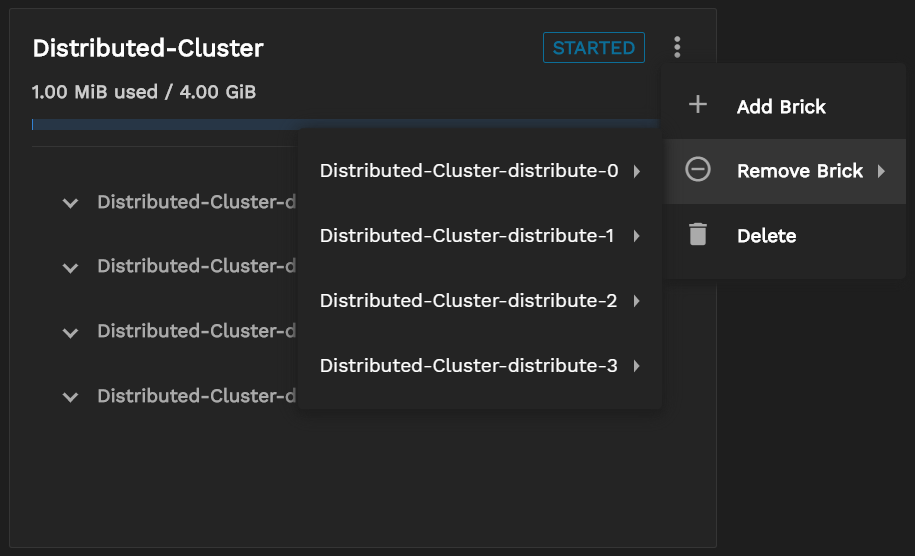 Distributed-Cluster
STARTED
1.00 MiB used / 4.00 GiB
Add Brick
Remove Brick
Delete
Distributed-Cluster-distribute-0
Distributed-Cluster-distribute-1
Distributed-Cluster-distribute-2
Distributed-Cluster-distribute-3
Distributed-Cluster-d
Distributed-Cluster-d
Distributed-Cluster-d
Distributed-Cluster-d